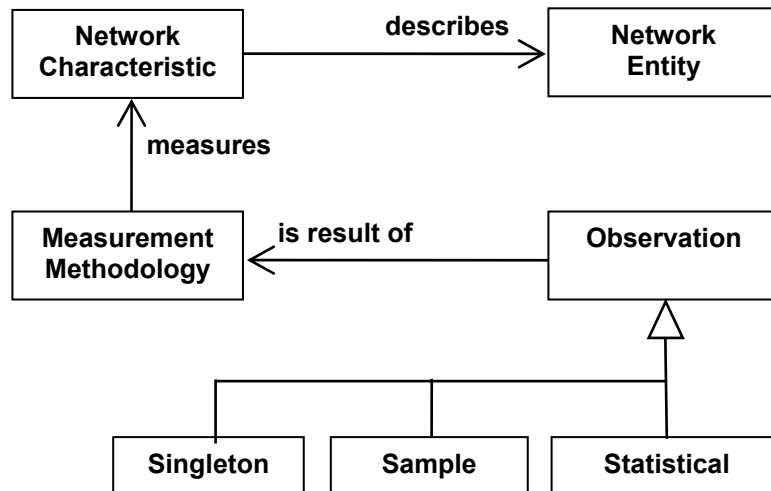 Network
Characteristic
describes
Network
Entity
measures
Measurement
Methodology
is result of
Observation
Singleton
Sample
Statistical